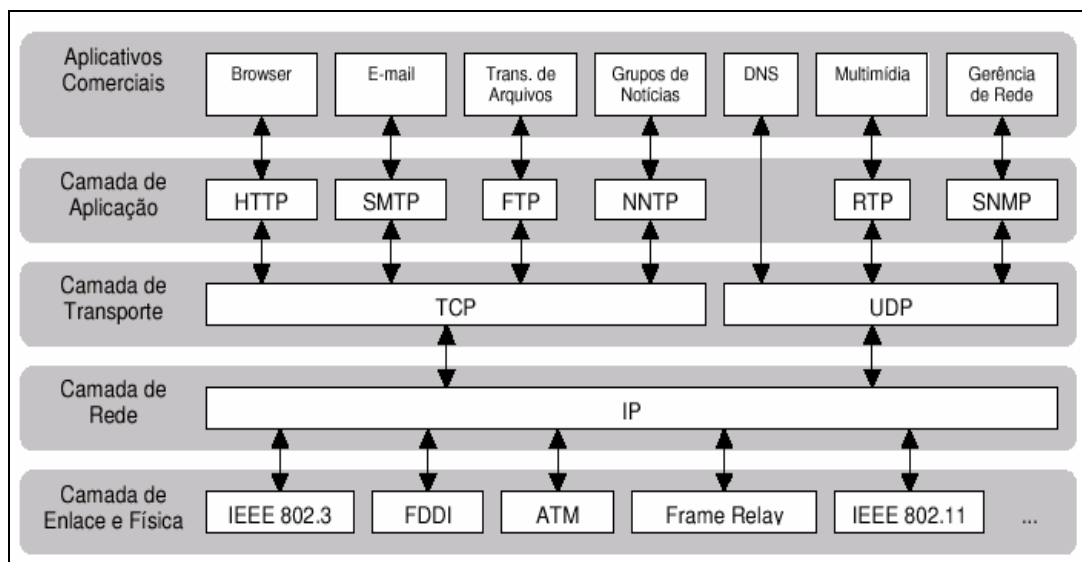 Aplicativos
Comerciais
Browser
E-mail
Trans. de
Arquivos
Grupos de
Notícias
DNS
Multimídia
Gerência
de Rede
Camada de
Aplicação
HTTP
SMTP
FTP
NNTP
RTP
SNMP
Camada de
Transporte
TCP
UDP
Camada de
Rede
IP
Camada de
Enlace e Física
IEEE 802.3
FDDI
ATM
Frame Relay
IEEE 802.11
...